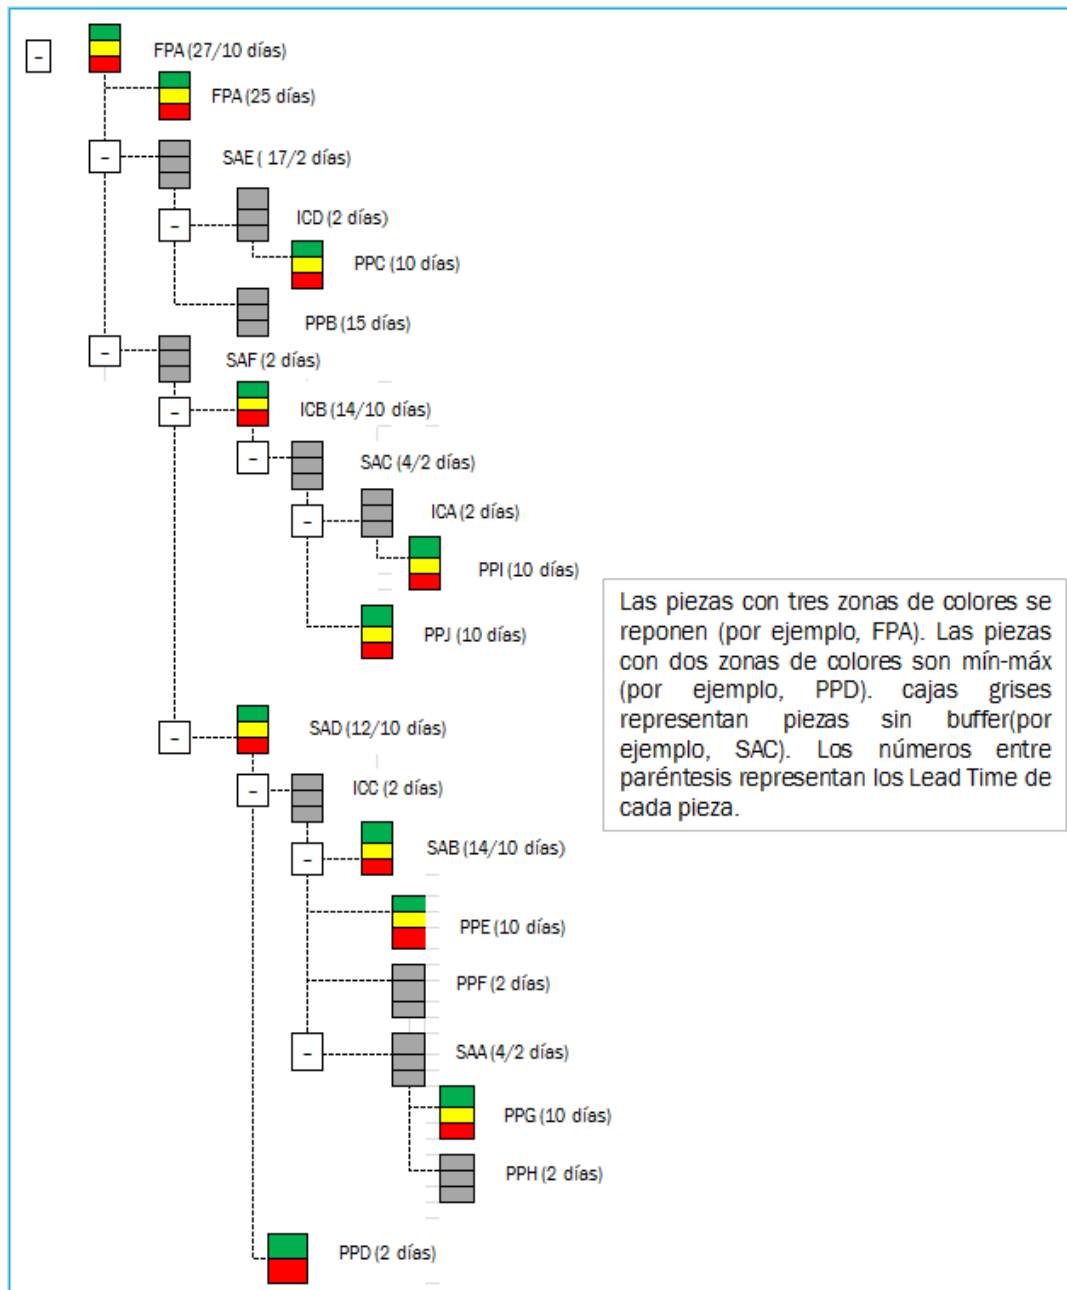 FPA (27/10 días)
FPA (25 días)
SAE ( 17/2 días)
ICD (2 días)
PPC (10 días)
PPB (15 días)
SAF (2 días)
ICB (14/10 días)
SAC (4/2 días)
ICA (2 días)
PPI (10 días)
PPJ (10 días)
Las piezas con tres zonas de colores se
reponen (por ejemplo, FPA). Las piezas
con dos zonas de colores son mín-máx
(por ejemplo, PPD). cajas grises
representan piezas sin buffer(por
ejemplo, SAC). Los números entre
paréntesis representan los Lead Time de
cada pieza.
SAD (12/10 días)
ICC (2 días)
SAB (14/10 días)
PPE (10 días)
PPF (2 días)
SAA (4/2 días)
PPG (10 días)
PPH (2 días)
PPD (2 días)